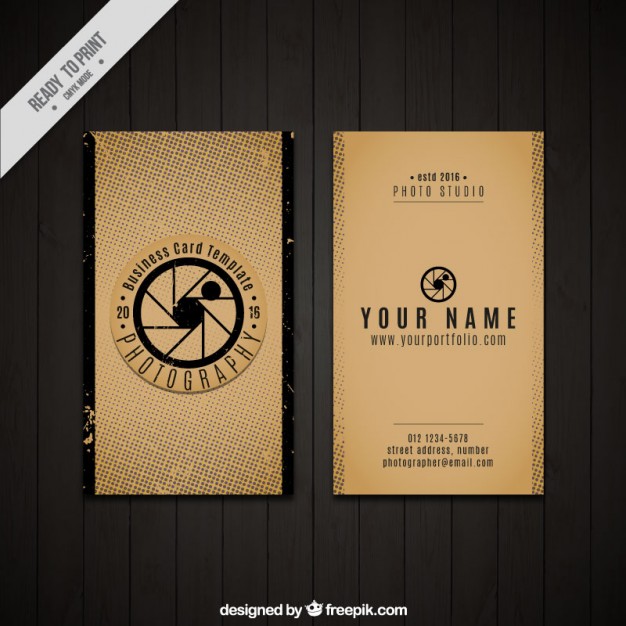 READY TO PRINT
• CMYK MODE •
• Business Card Template •
20 16
PHOTOGRAPHY
• estd 2016 •
PHOTO STUDIO
YOUR NAME
www.yourportfolio.com
012 1234-5678
street address, number
photographer@email.com
designed by freepik.com